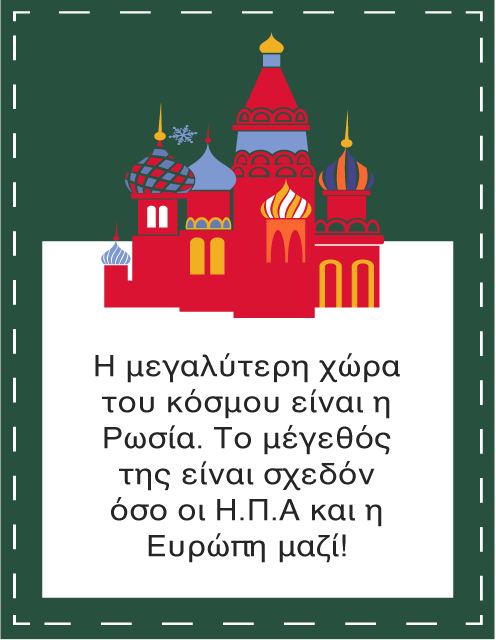 Η μεγαλύτερη χώρα
του κόσμου είναι η
Ρωσία. Το μέγεθός
της είναι σχεδόν
όσο οι Η.Π.Α και η
Ευρώπη μαζί!